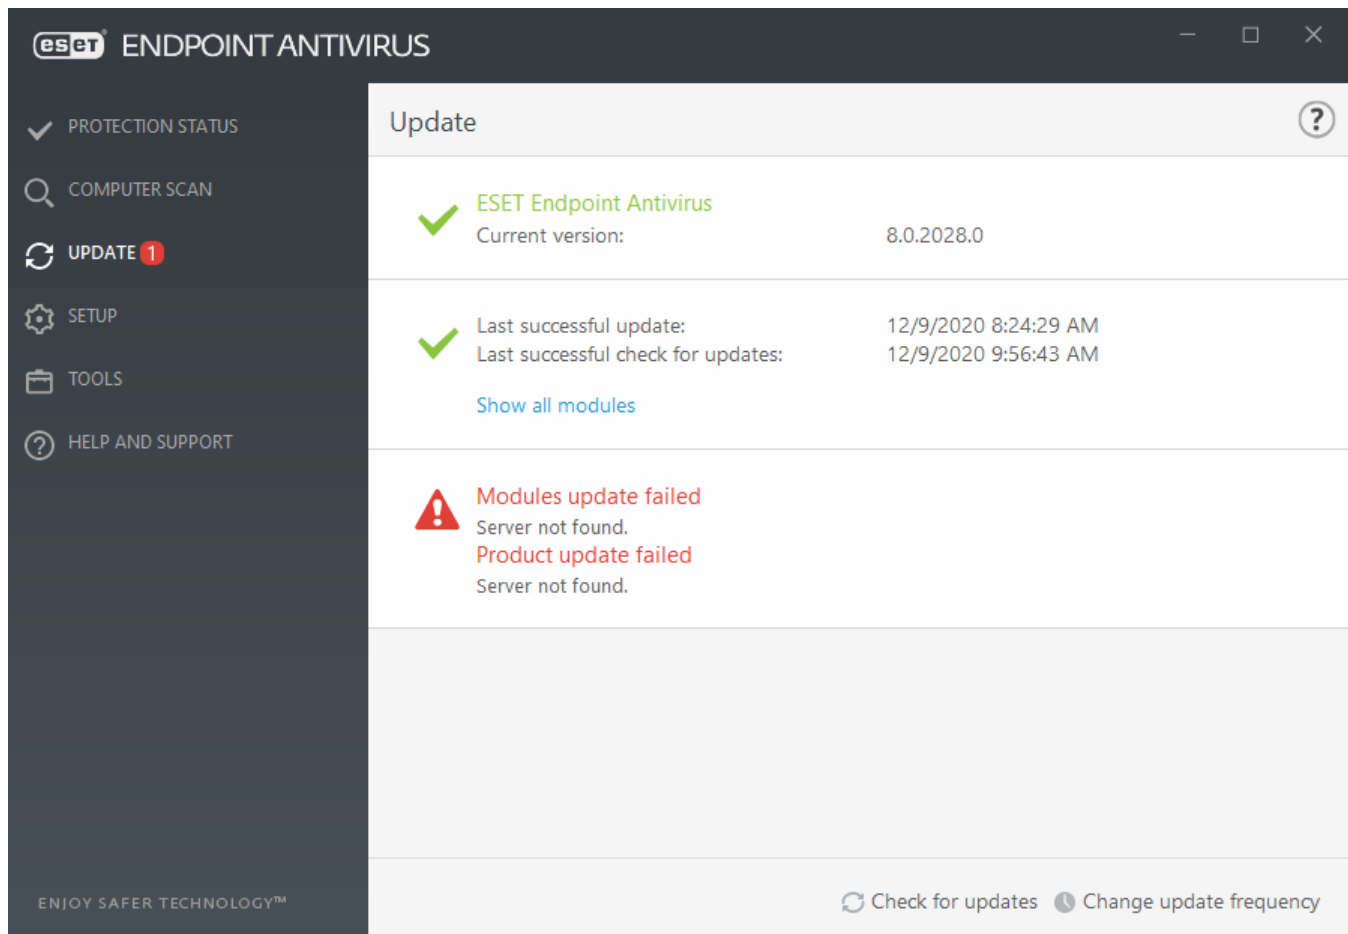 eseT ENDPOINT ANTIVIRUS
PROTECTION STATUS
COMPUTER SCAN
UPDATE 1
SETUP
TOOLS
HELP AND SUPPORT
ENJOY SAFER TECHNOLOGY™
Update ?
ESET Endpoint Antivirus
Current version: 8.0.2028.0
Last successful update: 12/9/2020 8:24:29 AM
Last successful check for updates: 12/9/2020 9:56:43 AM
Show all modules
Modules update failed
Server not found.
Product update failed
Server not found.
Check for updates Change update frequency